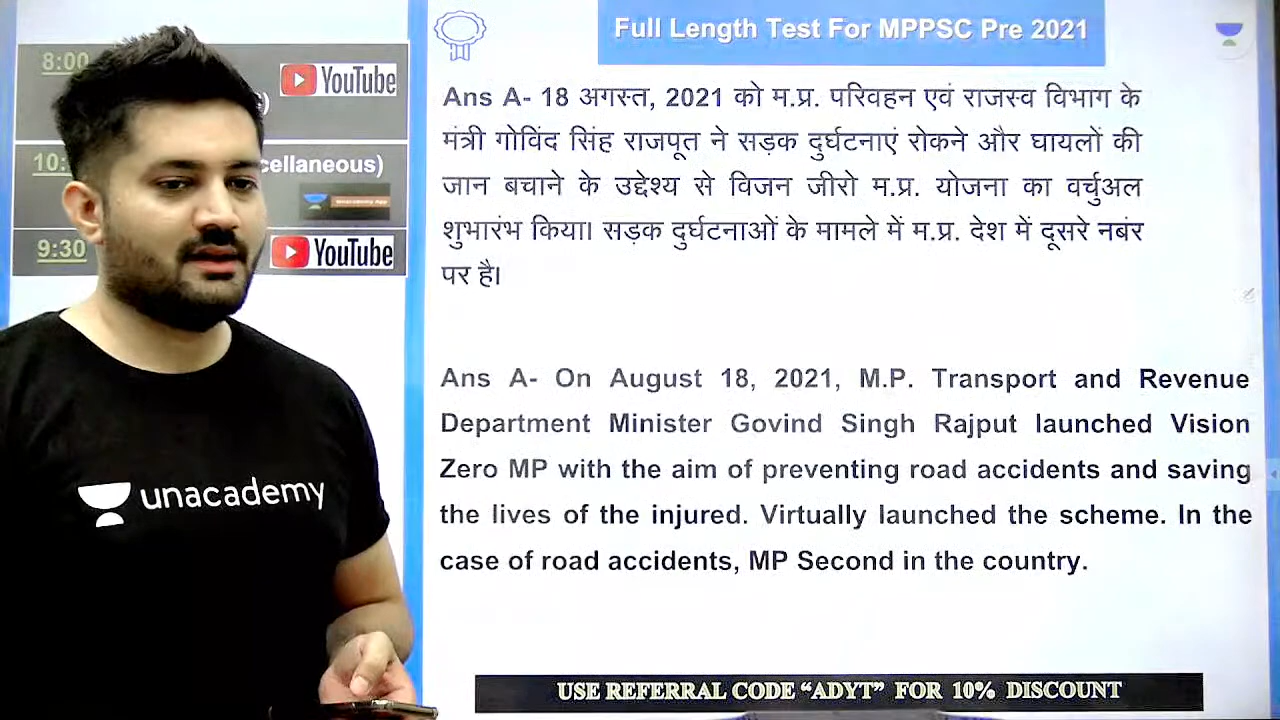 Full Length Test For MPPSC Pre 2021
8:00
YouTube
10:
cellaneous)
Unacademy App
9:30
YouTube
Ans A- 18 अगस्त, 2021 को म.प्र. परिवहन एवं राजस्व विभाग के
मंत्री गोविंद सिंह राजपूत ने सड़क दुर्घटनाएं रोकने और घायलों की
जान बचाने के उद्देश्य से विजन जीरो म.प्र. योजना का वर्चुअल
शुभारंभ किया। सड़क दुर्घटनाओं के मामले में म.प्र. देश में दूसरे नबंर
पर है।
Ans A- On August 18, 2021, M.P. Transport and Revenue
Department Minister Govind Singh Rajput launched Vision
Zero MP with the aim of preventing road accidents and saving
the lives of the injured. Virtually launched the scheme. In the
case of road accidents, MP Second in the country.
unacademy
USE REFERRAL CODE “ADYT” FOR 10% DISCOUNT